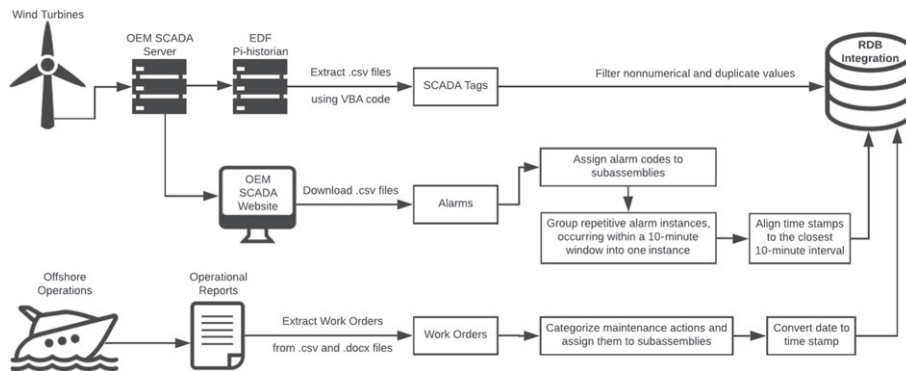 Wind Turbines
OEM SCADA
Server
EDF
Pi-historian
Extract .csv files
using VBA code
SCADA Tags
Filter nonnumerical and duplicate values
RDB
Integration
OEM
SCADA
Website
Download .csv files
Alarms
Assign alarm codes to
subassemblies
Group repetitive alarm instances,
occurring within a 10-minute
window into one instance
Align time stamps
to the closest
10-minute interval
Offshore
Operations
Operational
Reports
Extract Work Orders
from .csv and .docx files
Work Orders
Categorize maintenance actions and
assign them to subassemblies
Convert date to
time stamp